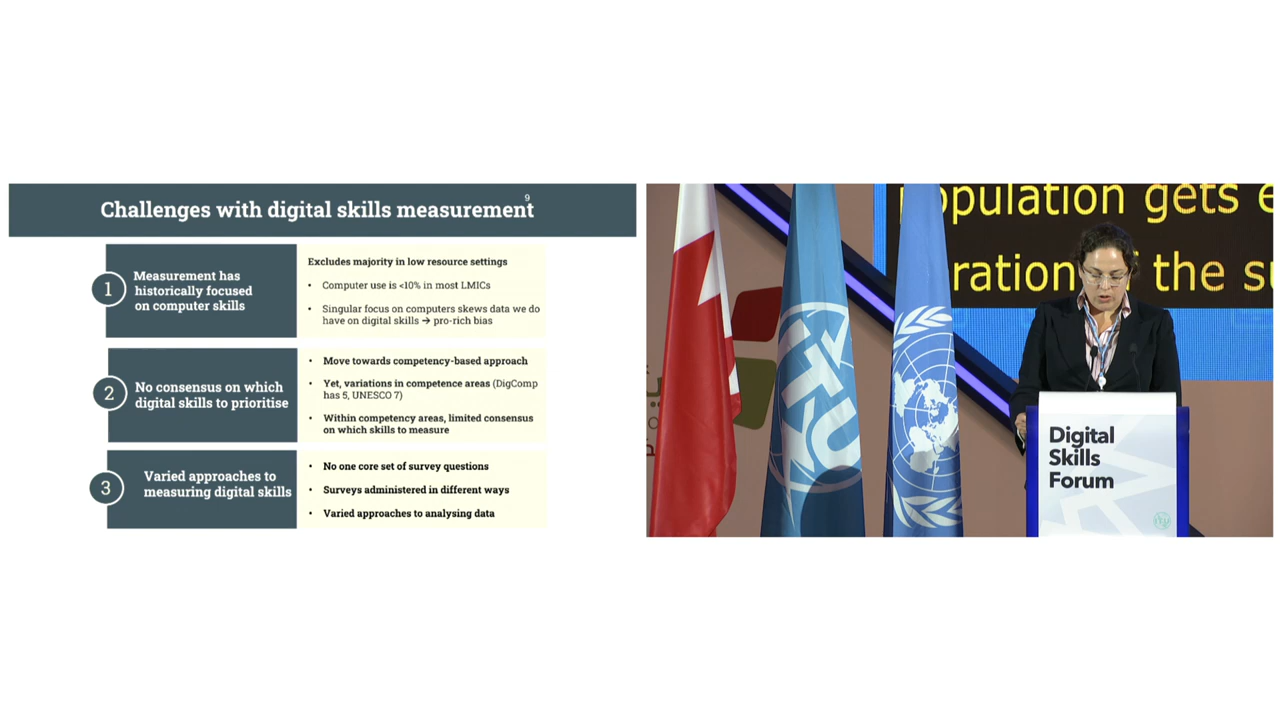 Challenges with digital skills measurement
9
1
Measurement has
historically focused
on computer skills
Excludes majority in low resource settings
• Computer use is <10% in most LMICs
• Singular focus on computers skews data we do
have on digital skills → pro-rich bias
2
No consensus on which
digital skills to prioritise
• Move towards competency-based approach
• Yet, variations in competence areas (DigComp
has 5, UNESCO 7)
• Within competency areas, limited consensus
on which skills to measure
3
Varied approaches to
measuring digital skills
• No one core set of survey questions
• Surveys administered in different ways
• Varied approaches to analysing data
population gets
the
ITU
Digital
Skills
Forum